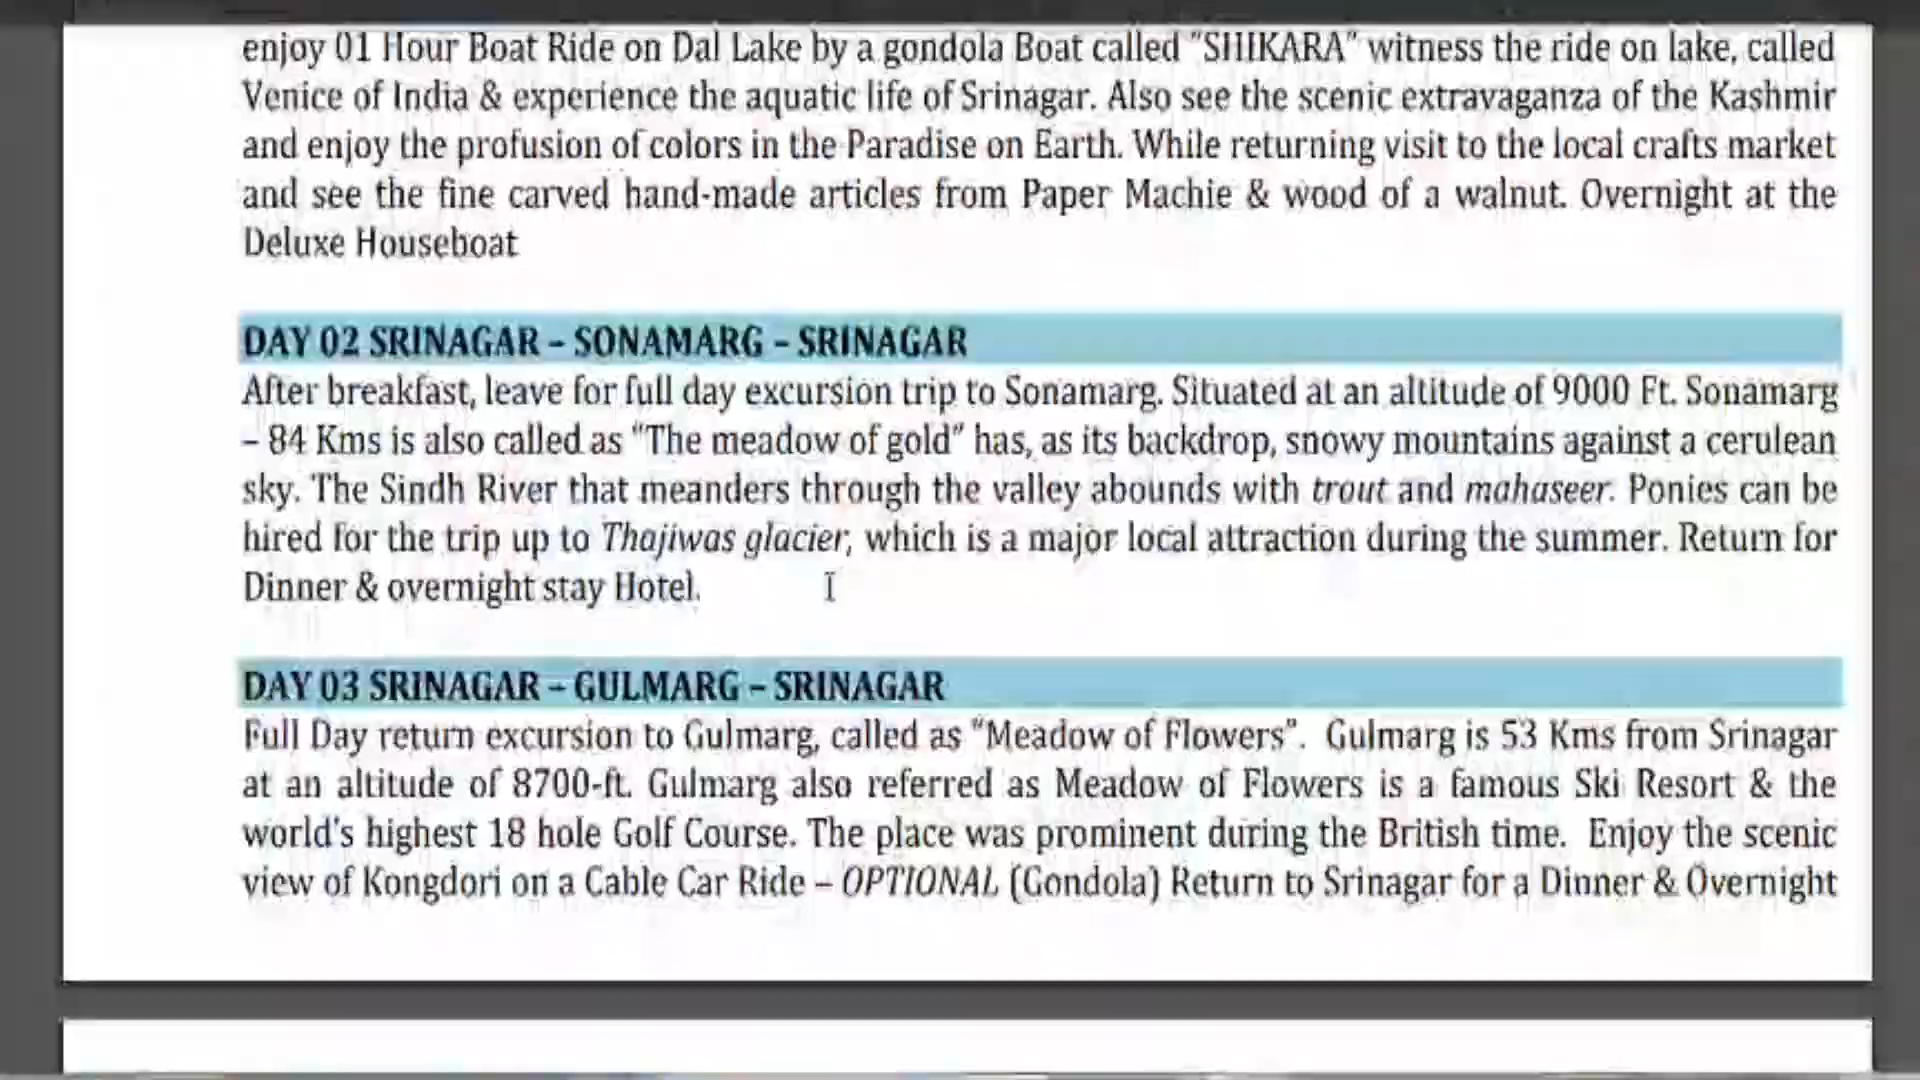 enjoy 01 Hour Boat Ride on Dal Lake by a gondola Boat called "SHIKARA" witness the ride on lake, called
Venice of India & experience the aquatic life of Srinagar. Also see the scenic extravaganza of the Kashmir
and enjoy the profusion of colors in the Paradise on Earth. While returning visit to the local crafts market
and see the fine carved hand-made articles from Paper Machie & wood of a walnut. Overnight at the
Deluxe Houseboat
DAY 02 SRINAGAR – SONAMARG – SRINAGAR
After breakfast, leave for full day excursion trip to Sonamarg. Situated at an altitude of 9000 Ft. Sonamarg
– 84 Kms is also called as "The meadow of gold" has, as its backdrop, snowy mountains against a cerulean
sky. The Sindh River that meanders through the valley abounds with trout and mahaseer. Ponies can be
hired for the trip up to Thajiwas glacier, which is a major local attraction during the summer. Return for
Dinner & overnight stay Hotel.
DAY 03 SRINAGAR – GULMARG – SRINAGAR
Full Day return excursion to Gulmarg, called as "Meadow of Flowers". Gulmarg is 53 Kms from Srinagar
at an altitude of 8700-ft. Gulmarg also referred as Meadow of Flowers is a famous Ski Resort & the
world's highest 18 hole Golf Course. The place was prominent during the British time. Enjoy the scenic
view of Kongdori on a Cable Car Ride – OPTIONAL (Gondola) Return to Srinagar for a Dinner & Overnight